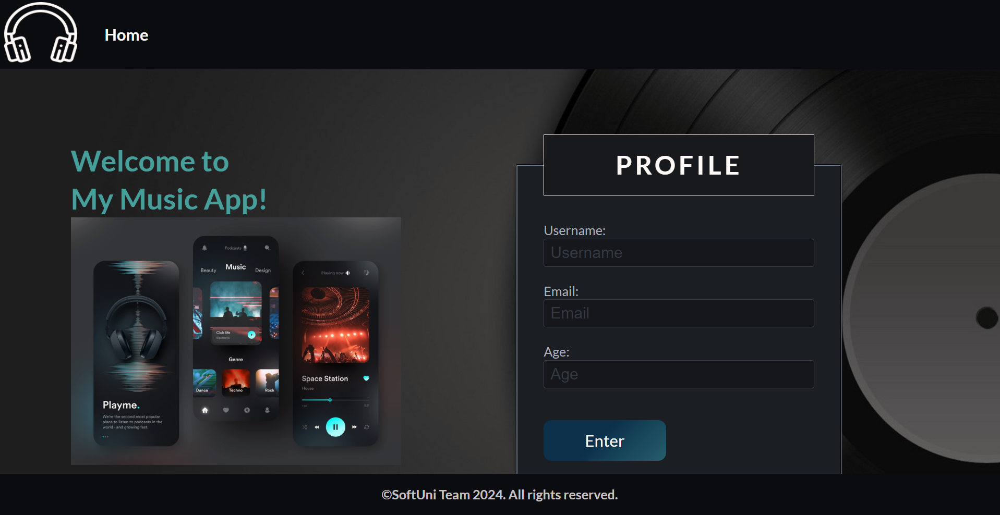 Home
Welcome to
My Music App!
Podcasts
Beauty
Music
Design
Club life
Electronic
Genre
Dance
Techno
Rock
Playme.
We're the second most popular
place to listen to podcasts in the
world - and growing fast.
Playing now
Space Station
House
PROFILE
Username:
Username
Email:
Email
Age:
Age
Enter
©SoftUni Team 2024. All rights reserved.